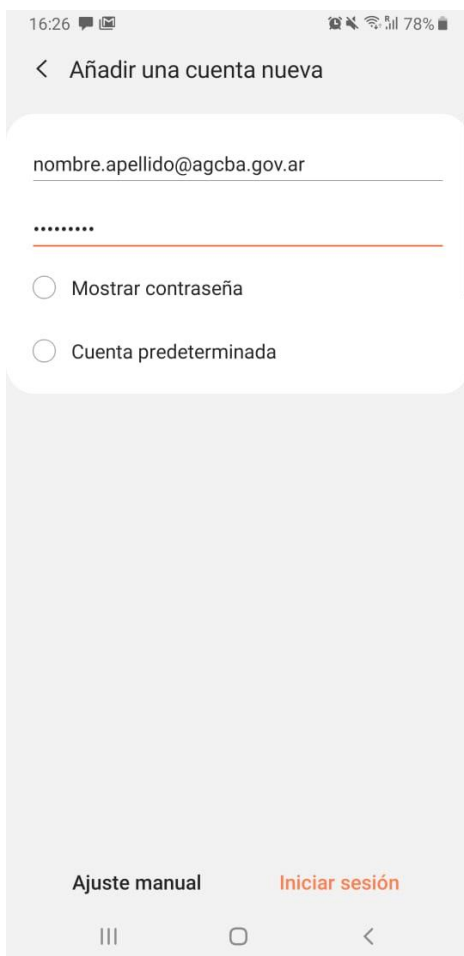 16:26 78%
Añadir una cuenta nueva
nombre.apellido@agcba.gov.ar
•••••••••
Mostrar contraseña
Cuenta predeterminada
Ajuste manual Iniciar sesión